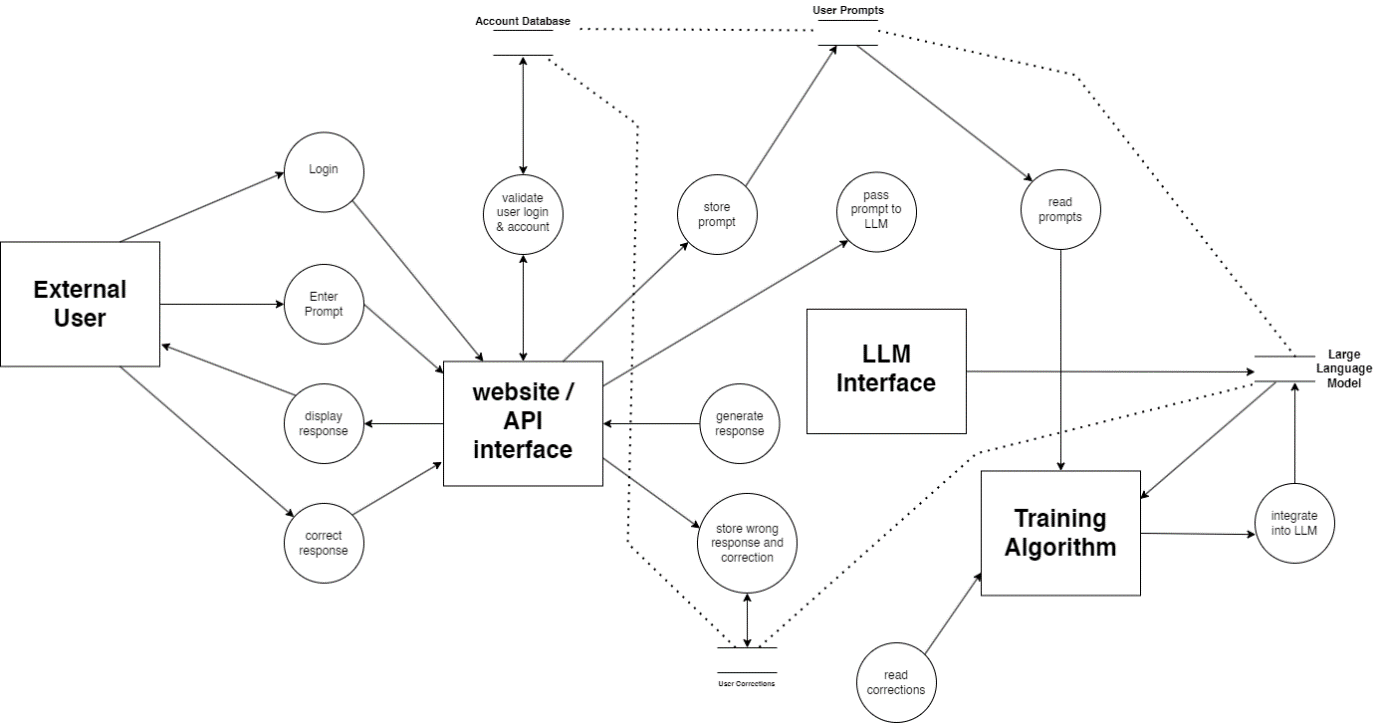 User Prompts
Account Database
Login
validate
user login
& account
store
prompt
pass
prompt to
LLM
read
prompts
External
User
Enter
Prompt
LLM
Interface
Large
Language
Model
website /
API
interface
display
response
generate
response
correct
response
store wrong
response and
correction
Training
Algorithm
integrate
into LLM
read
corrections
User Corrections